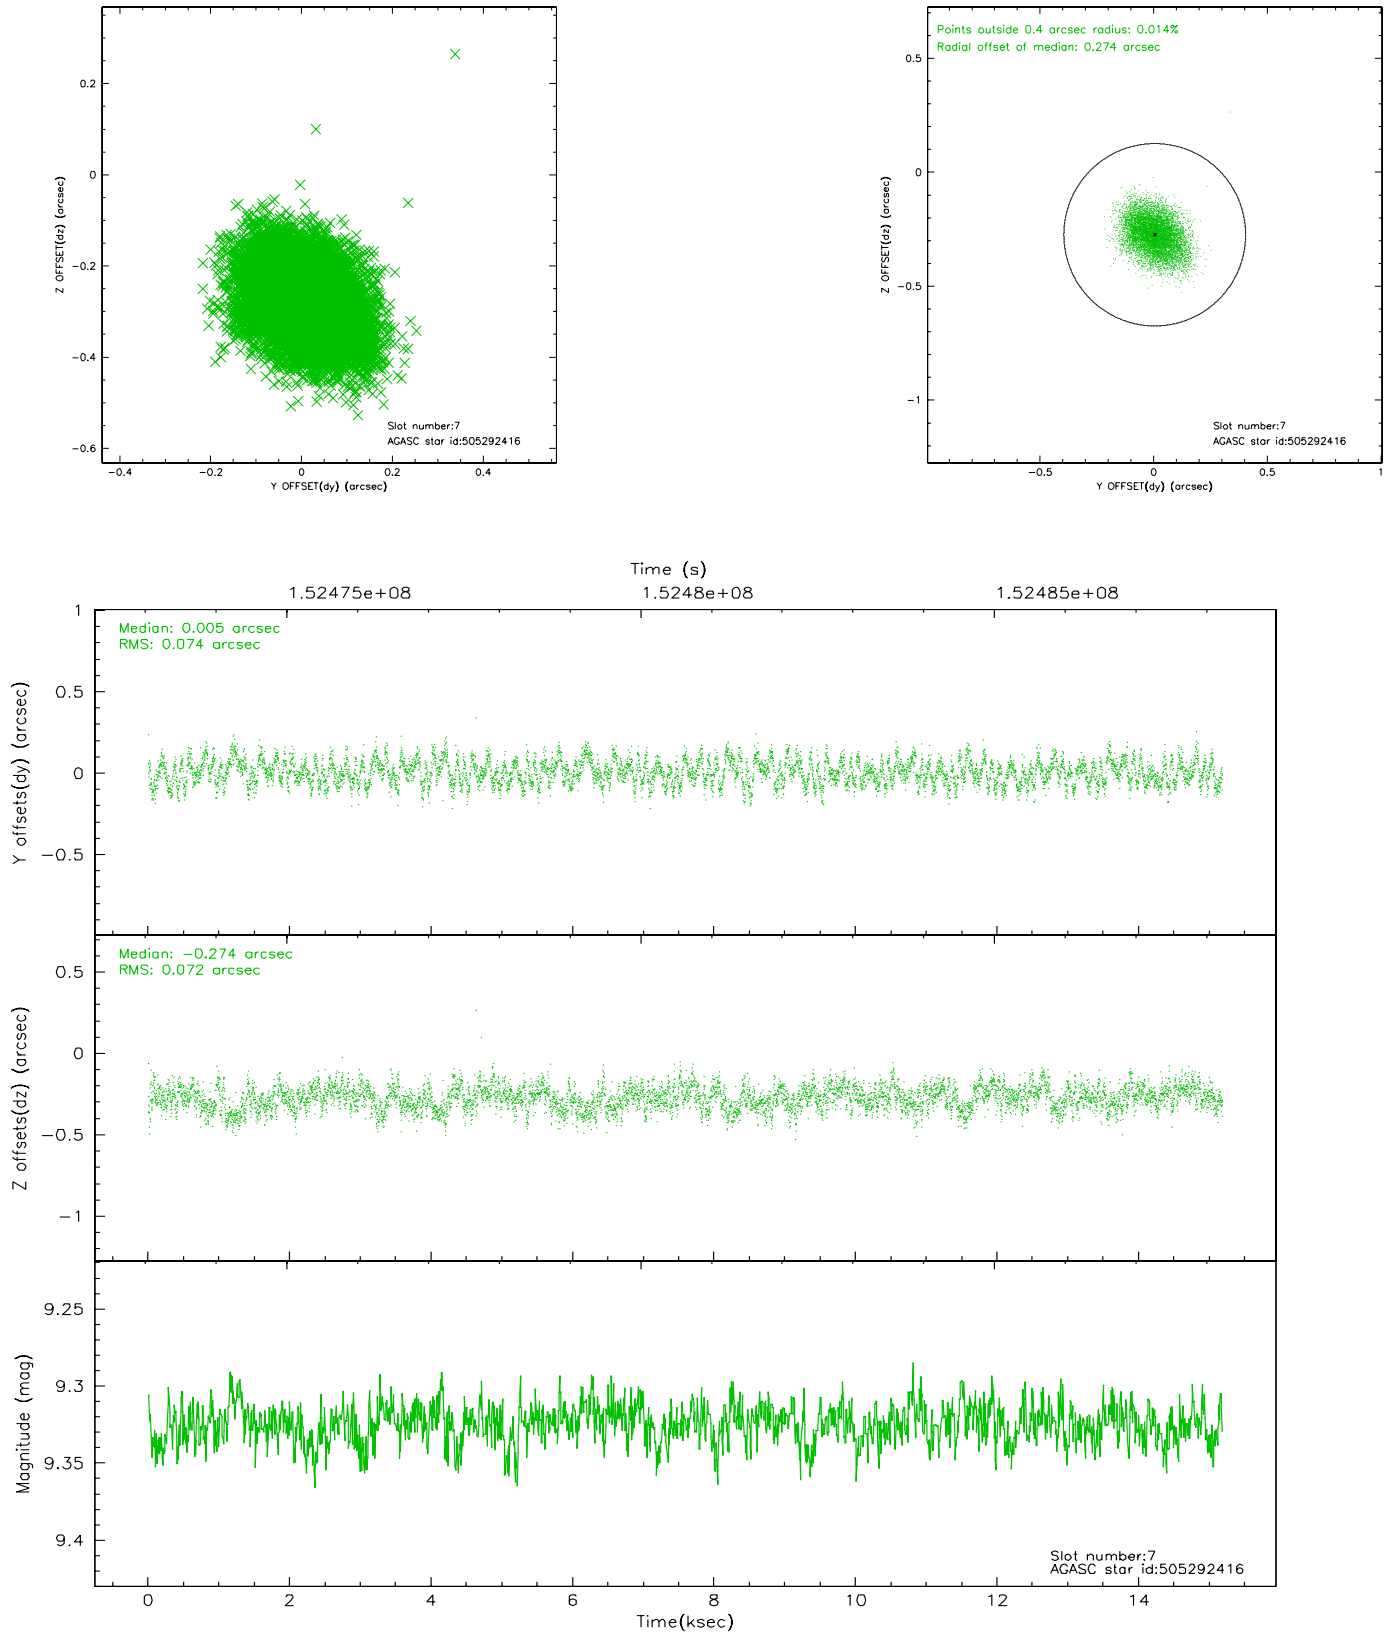 0.2
0
−0.2
−0.4
−0.6
Z OFFSET(dz) (arcsec)
Slot number:7
AGASC star id:505292416
−0.4 −0.2 0 0.2 0.4
Y OFFSET(dy) (arcsec)
Points outside 0.4 arcsec radius: 0.014%
Radial offset of median: 0.274 arcsec
0.5
0
−0.5
−1
Z OFFSET(dz) (arcsec)
Slot number:7
AGASC star id:505292416
−0.5 0 0.5 1
Y OFFSET(dy) (arcsec)
Time (s)
1.52475e+08 1.5248e+08 1.52485e+08
Median: 0.005 arcsec
RMS: 0.074 arcsec
1
0.5
0
−0.5
Y offsets(dy) (arcsec)
Median: −0.274 arcsec
RMS: 0.072 arcsec
0.5
0
−0.5
−1
Z offsets(dz) (arcsec)
9.25
9.3
9.35
9.4
Magnitude (mag)
Slot number:7
AGASC star id:505292416
0 2 4 6 8 10 12 14
Time(ksec)